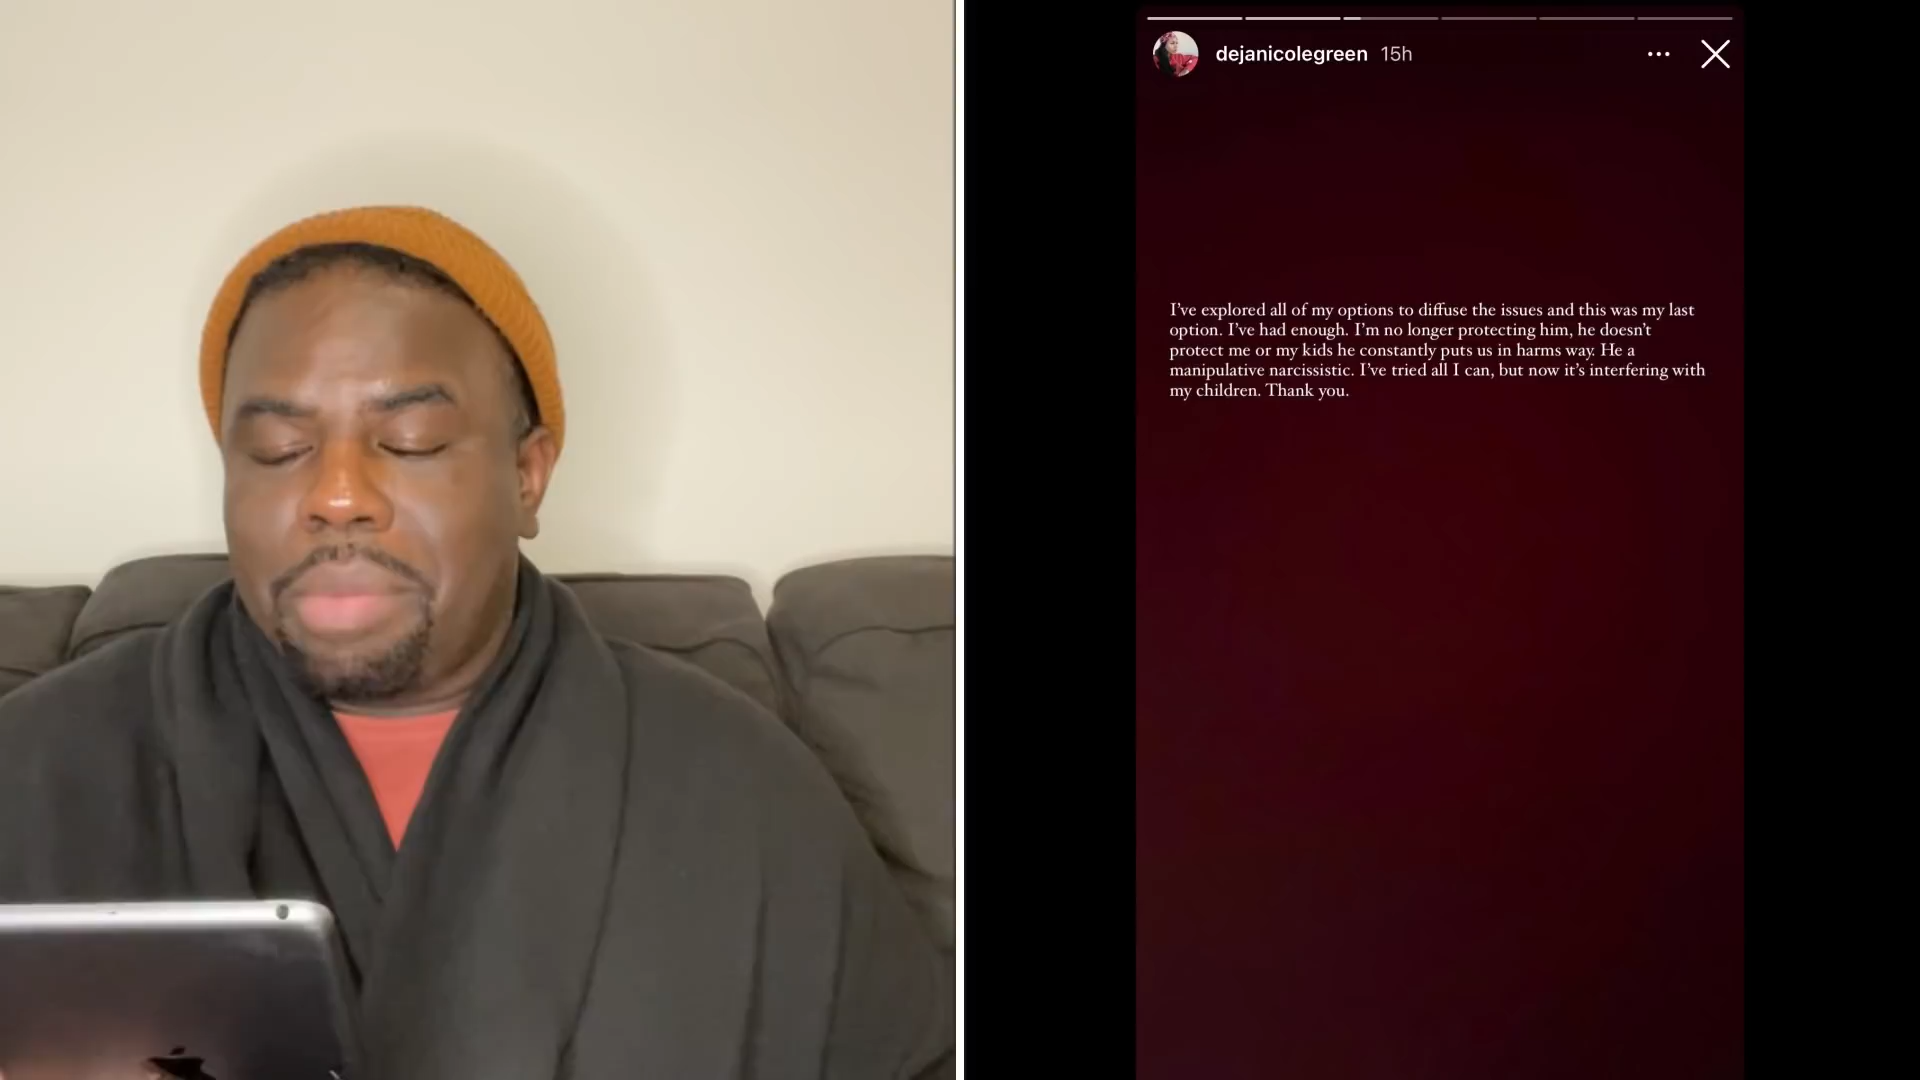 dejanicolegreen 15h
I've explored all of my options to diffuse the issues and this was my last
option. I've had enough. I'm no longer protecting him, he doesn't
protect me or my kids he constantly puts us in harms way. He a
manipulative narcissistic. I've tried all I can, but now it's interfering with
my children. Thank you.